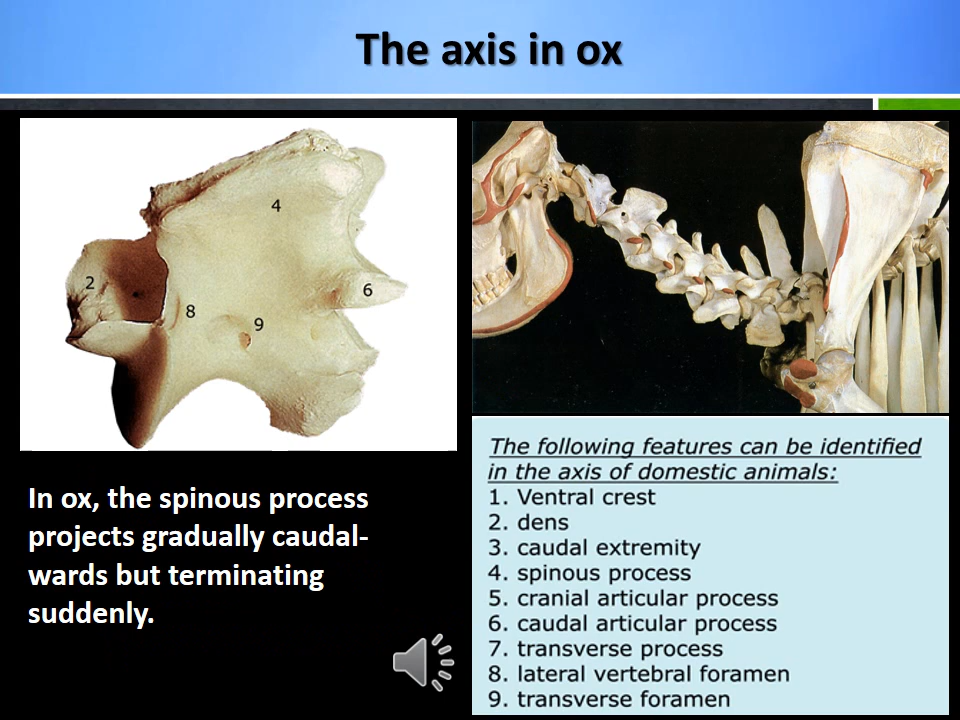 The axis in ox
4
2
6
8
9
In ox, the spinous process
projects gradually caudal-
wards but terminating
suddenly.
The following features can be identified
in the axis of domestic animals:
1. Ventral crest
2. dens
3. caudal extremity
4. spinous process
5. cranial articular process
6. caudal articular process
7. transverse process
8. lateral vertebral foramen
9. transverse foramen